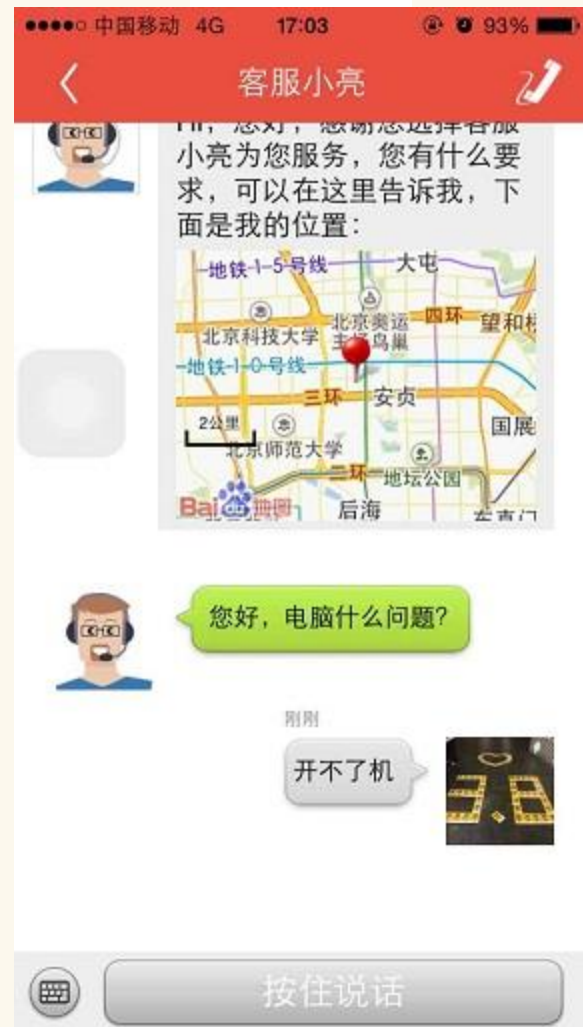 中国移动 4G 17:03 93%
客服小亮
Hi, 您好, 感谢您选择客服
小亮为您服务, 您有什么要
求, 可以在这里告诉我, 下
面是我的位置:
地铁1-5号线
大屯
北京科技大学
北京奥运
主场鸟巢
四环
望和桥
地铁1-0号线
三环
安贞
2公里
国展
北京师范大学
二环
地坛公园
Bai du 地图
后海
东直门
您好, 电脑什么问题?
刚刚
开不了机
3.8
按住说话